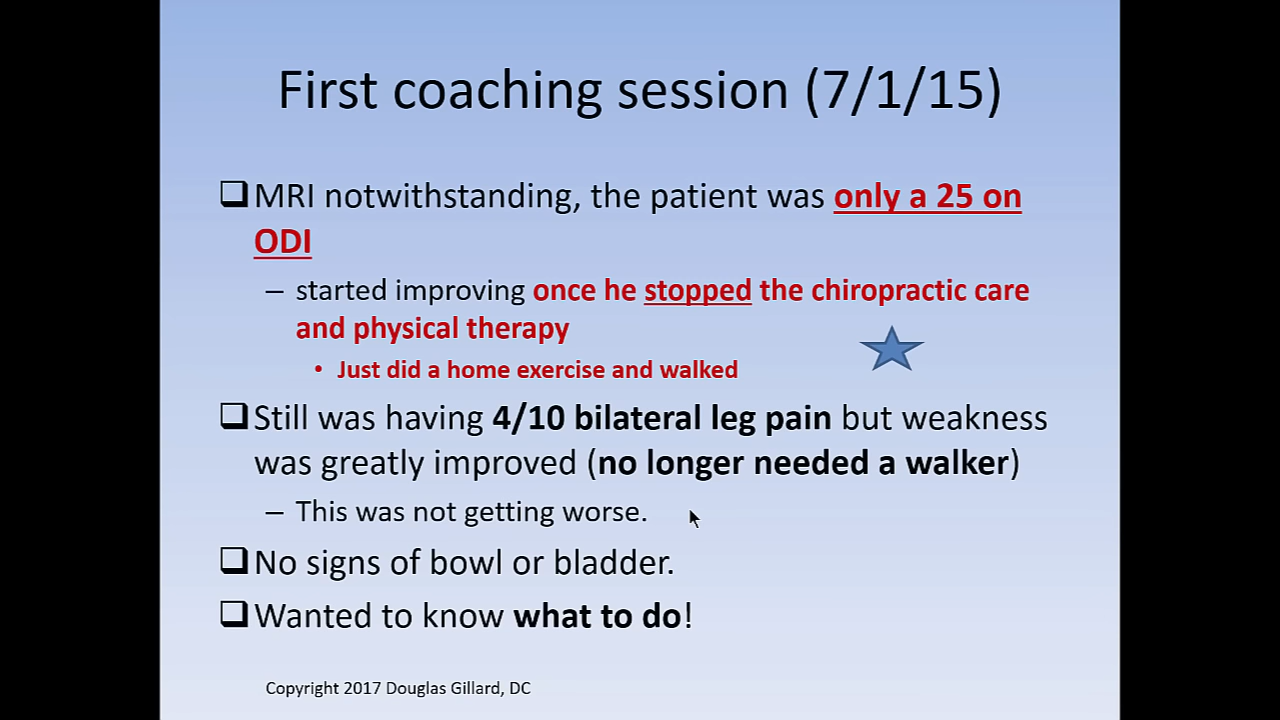 First coaching session (7/1/15)
❑MRI notwithstanding, the patient was only a 25 on
ODI
– started improving once he stopped the chiropractic care
and physical therapy
• Just did a home exercise and walked
❑Still was having 4/10 bilateral leg pain but weakness
was greatly improved (no longer needed a walker)
– This was not getting worse.
❑No signs of bowl or bladder.
❑Wanted to know what to do!
Copyright 2017 Douglas Gillard, DC